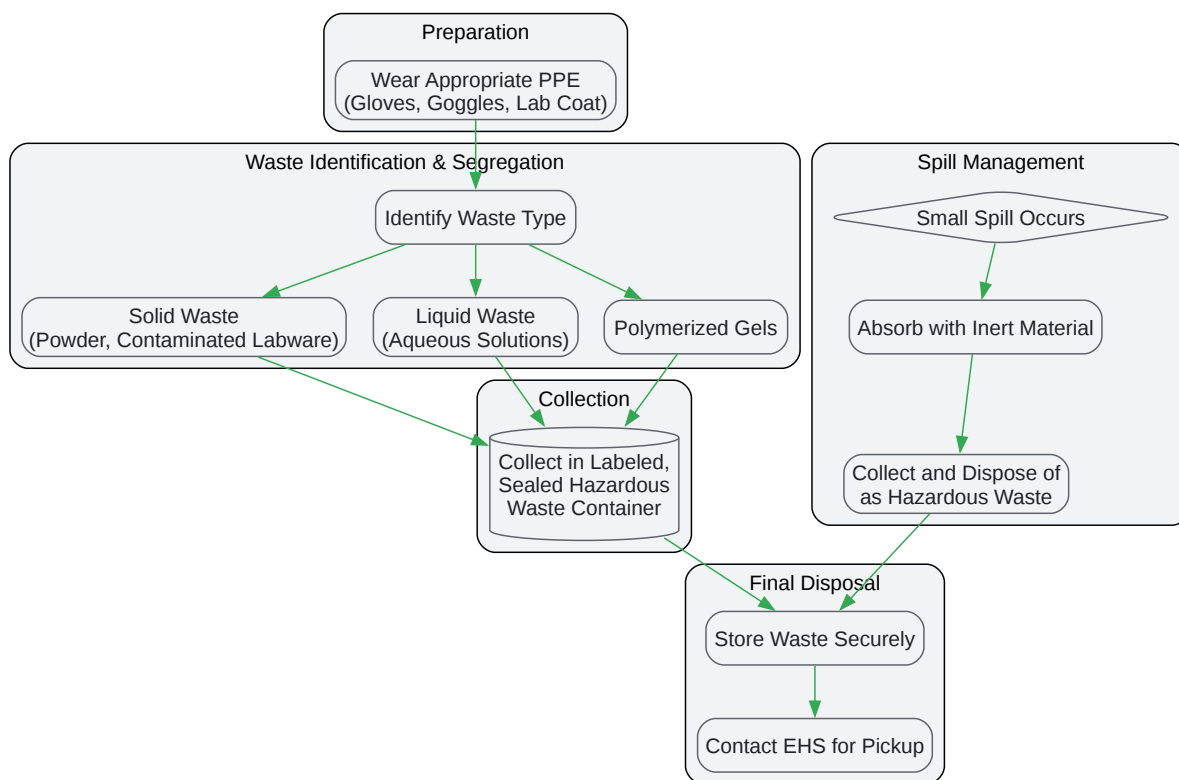 Preparation
Wear Appropriate PPE
(Gloves, Goggles, Lab Coat)
Waste Identification & Segregation
Identify Waste Type
Solid Waste
(Powder, Contaminated Labware)
Liquid Waste
(Aqueous Solutions)
Polymerized Gels
Collection
Collect in Labeled,
Sealed Hazardous
Waste Container
Spill Management
Small Spill Occurs
Absorb with Inert Material
Collect and Dispose of
as Hazardous Waste
Final Disposal
Store Waste Securely
Contact EHS for Pickup